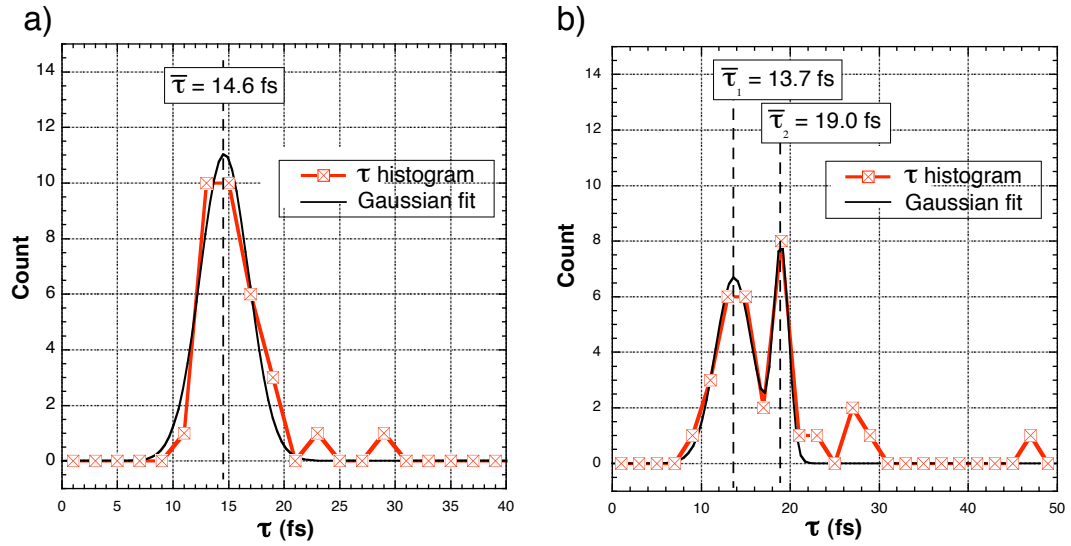 a)
τ̅ = 14.6 fs
τ histogram
Gaussian fit
Count
14
12
10
8
6
4
2
0
0 5 10 15 20 25 30 35 40
τ (fs)
b)
τ̅₁ = 13.7 fs
τ̅₂ = 19.0 fs
τ histogram
Gaussian fit
Count
14
12
10
8
6
4
2
0
0 10 20 30 40 50
τ (fs)